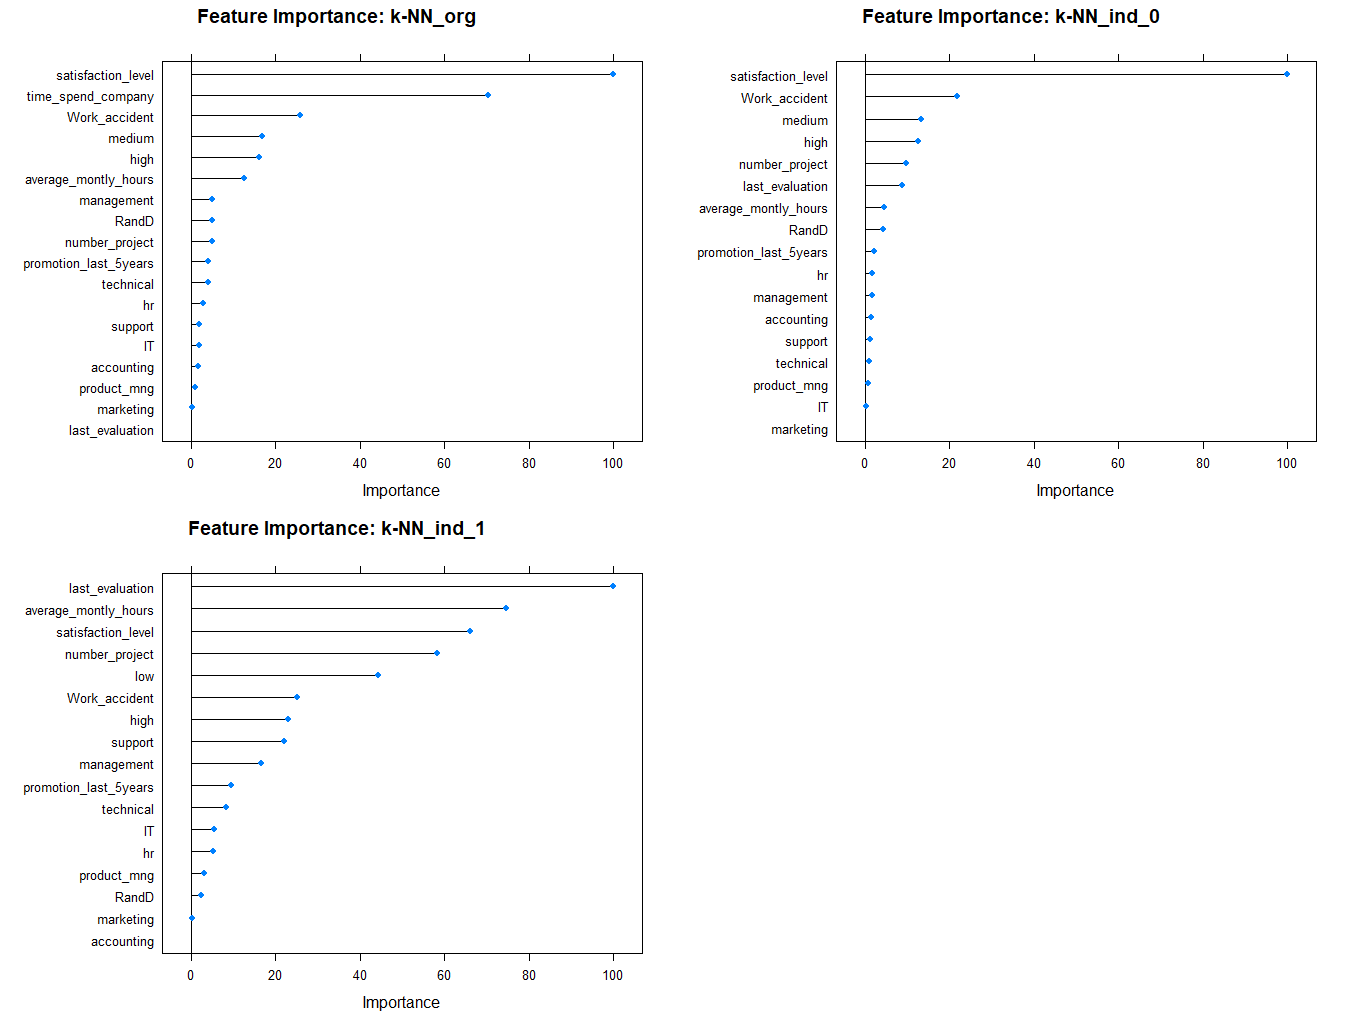 Feature Importance: k-NN_org
satisfaction_level
time_spend_company
Work_accident
medium
high
average_montly_hours
management
RandD
number_project
promotion_last_5years
technical
hr
support
IT
accounting
product_mng
marketing
last_evaluation
0 20 40 60 80 100
Importance
Feature Importance: k-NN_ind_0
satisfaction_level
Work_accident
medium
high
number_project
last_evaluation
average_montly_hours
RandD
promotion_last_5years
hr
management
accounting
support
technical
product_mng
IT
marketing
0 20 40 60 80 100
Importance
Feature Importance: k-NN_ind_1
last_evaluation
average_montly_hours
satisfaction_level
number_project
low
Work_accident
high
support
management
promotion_last_5years
technical
IT
hr
product_mng
RandD
marketing
accounting
0 20 40 60 80 100
Importance